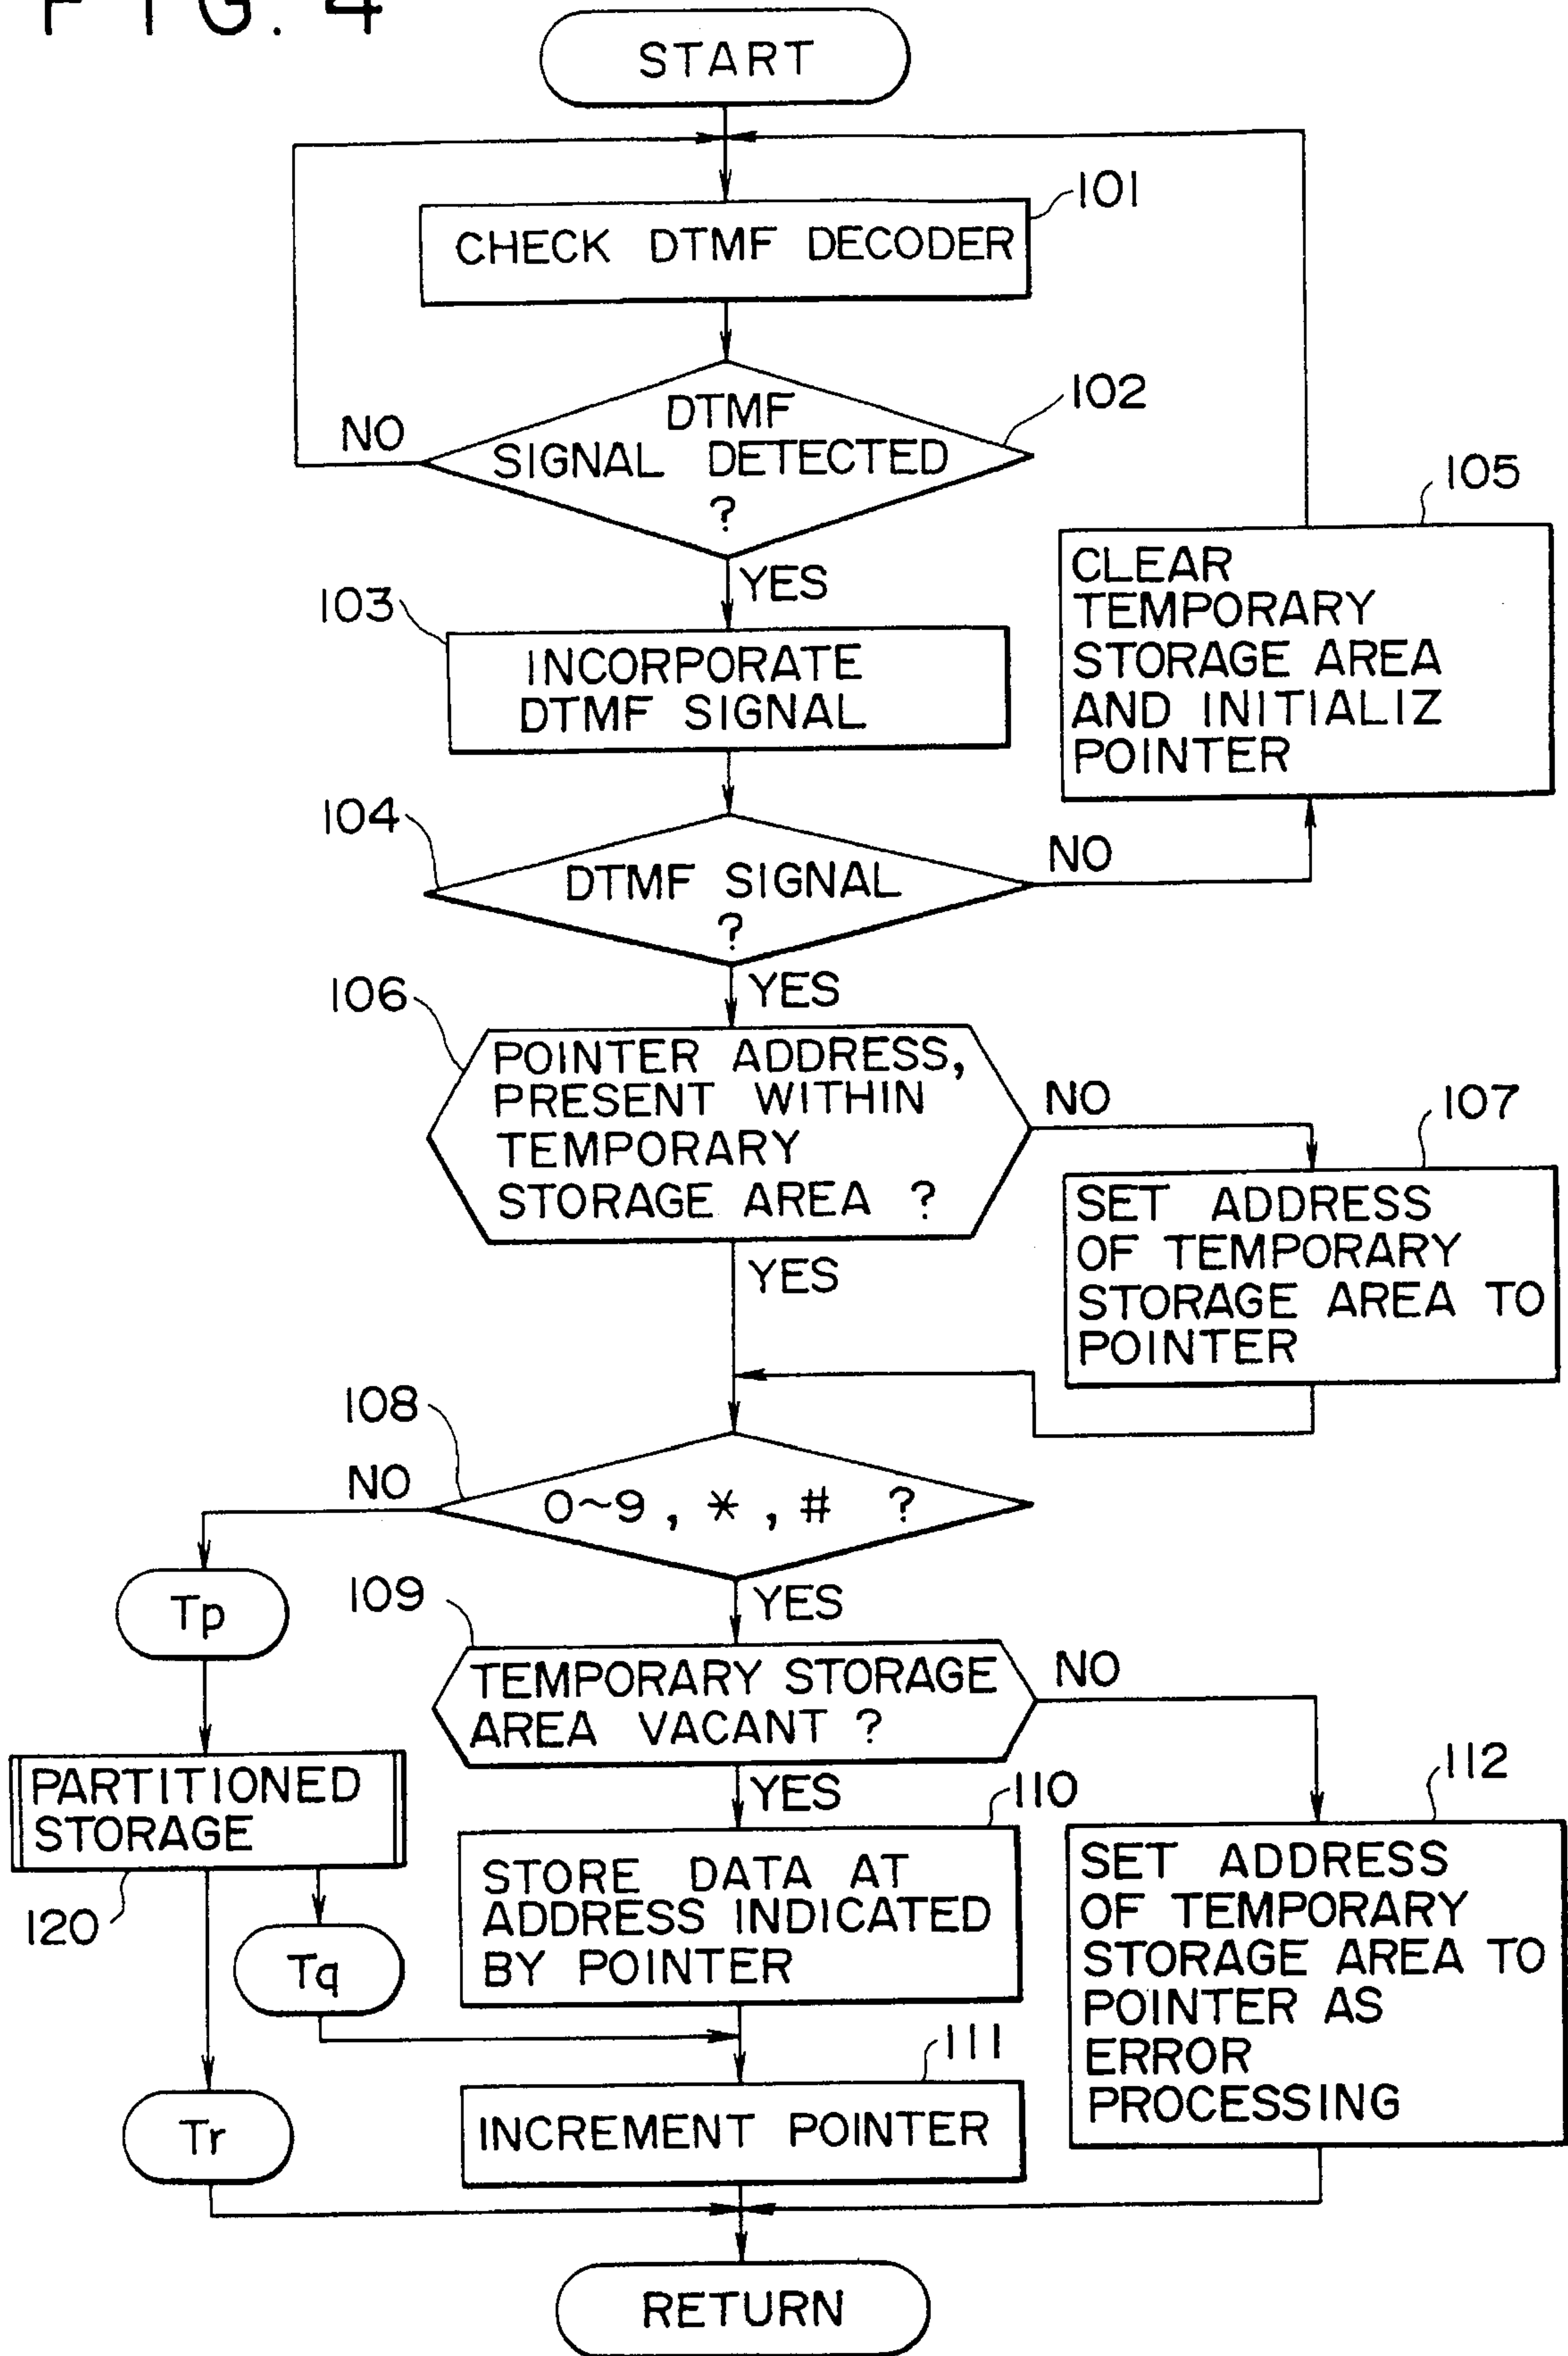 FIG. 4
START
101
CHECK DTMF DECODER
102
DTMF
SIGNAL DETECTED
?
NO
YES
105
CLEAR
TEMPORARY
STORAGE AREA
AND INITIALIZ
POINTER
103
INCORPORATE
DTMF SIGNAL
104
DTMF SIGNAL
?
NO
YES
106
POINTER ADDRESS,
PRESENT WITHIN
TEMPORARY
STORAGE AREA ?
NO
YES
107
SET ADDRESS
OF TEMPORARY
STORAGE AREA TO
POINTER
108
0~9, *, # ?
NO
YES
Tp
109
TEMPORARY STORAGE
AREA VACANT ?
NO
YES
PARTITIONED
STORAGE
120
110
STORE DATA AT
ADDRESS INDICATED
BY POINTER
112
SET ADDRESS
OF TEMPORARY
STORAGE AREA TO
POINTER AS
ERROR
PROCESSING
Tq
111
INCREMENT POINTER
Tr
RETURN